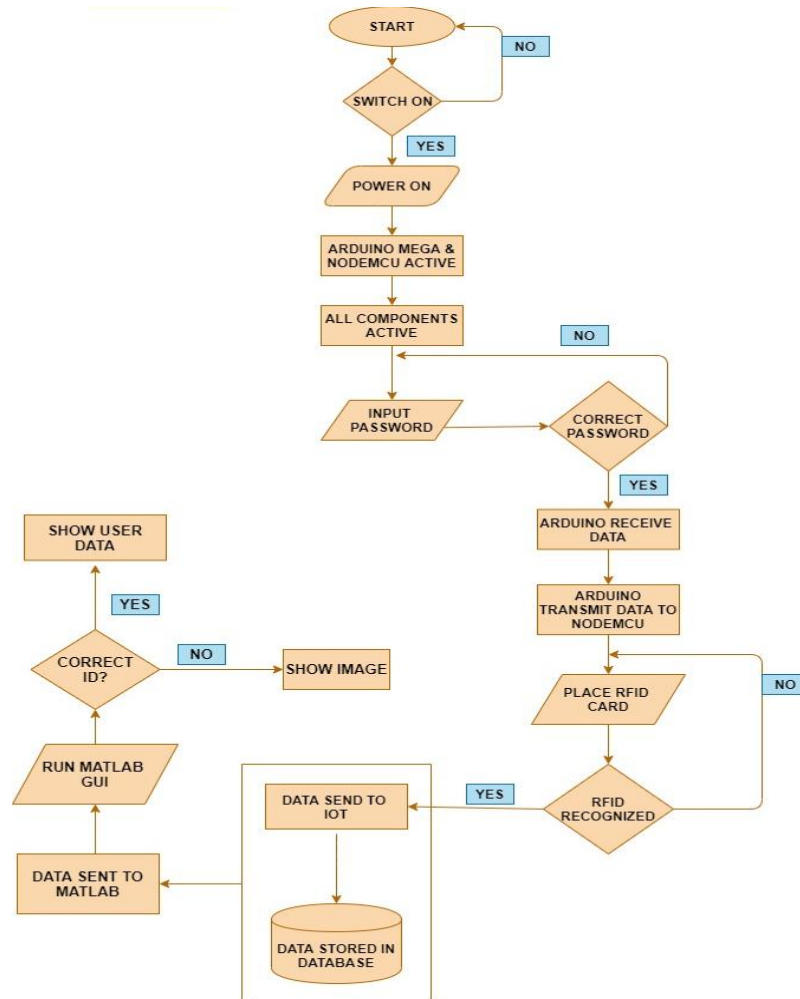 START
NO
SWITCH ON
YES
POWER ON
ARDUINO MEGA &
NODEMCU ACTIVE
ALL COMPONENTS
ACTIVE
NO
INPUT
PASSWORD
CORRECT
PASSWORD
YES
ARDUINO RECEIVE
DATA
ARDUINO
TRANSMIT DATA TO
NODEMCU
NO
PLACE RFID
CARD
RFID
RECOGNIZED
YES
DATA SEND TO
IOT
DATA STORED IN
DATABASE
DATA SENT TO
MATLAB
RUN MATLAB
GUI
CORRECT
ID?
NO
SHOW IMAGE
YES
SHOW USER
DATA